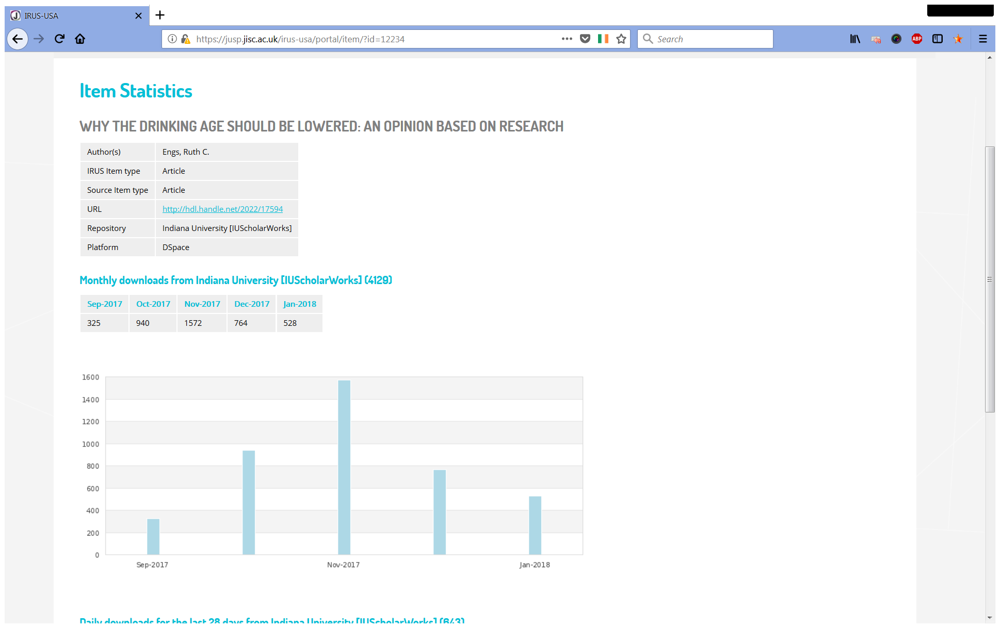 IRUS-USA
https://jusp.jisc.ac.uk/irus-usa/portal/item/?id=12234
Search
ABP
Item Statistics
WHY THE DRINKING AGE SHOULD BE LOWERED: AN OPINION BASED ON RESEARCH
Author(s) Engs, Ruth C.
IRUS Item type Article
Source Item type Article
URL http://hdl.handle.net/2022/17594
Repository Indiana University [IUScholarWorks]
Platform DSpace
Monthly downloads from Indiana University [IUScholarWorks] (4129)
Sep-2017 Oct-2017 Nov-2017 Dec-2017 Jan-2018
325 940 1572 764 528
1600
1400
1200
1000
800
600
400
200
0
Sep-2017 Nov-2017 Jan-2018
Daily downloads for the last 28 days from Indiana University [IUScholarWorks] (643)